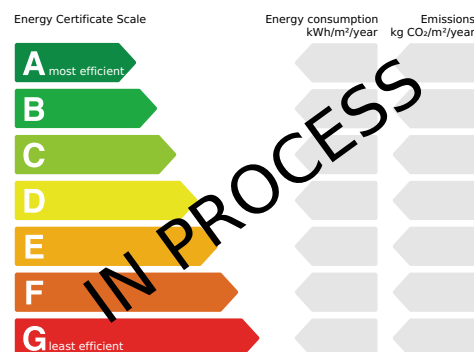 Energy Certificate Scale
Energy consumption
kWh/m²/year
Emissions
kg CO₂/m²/year
A most efficient
B
C
D
E
F
G least efficient
IN PROCESS